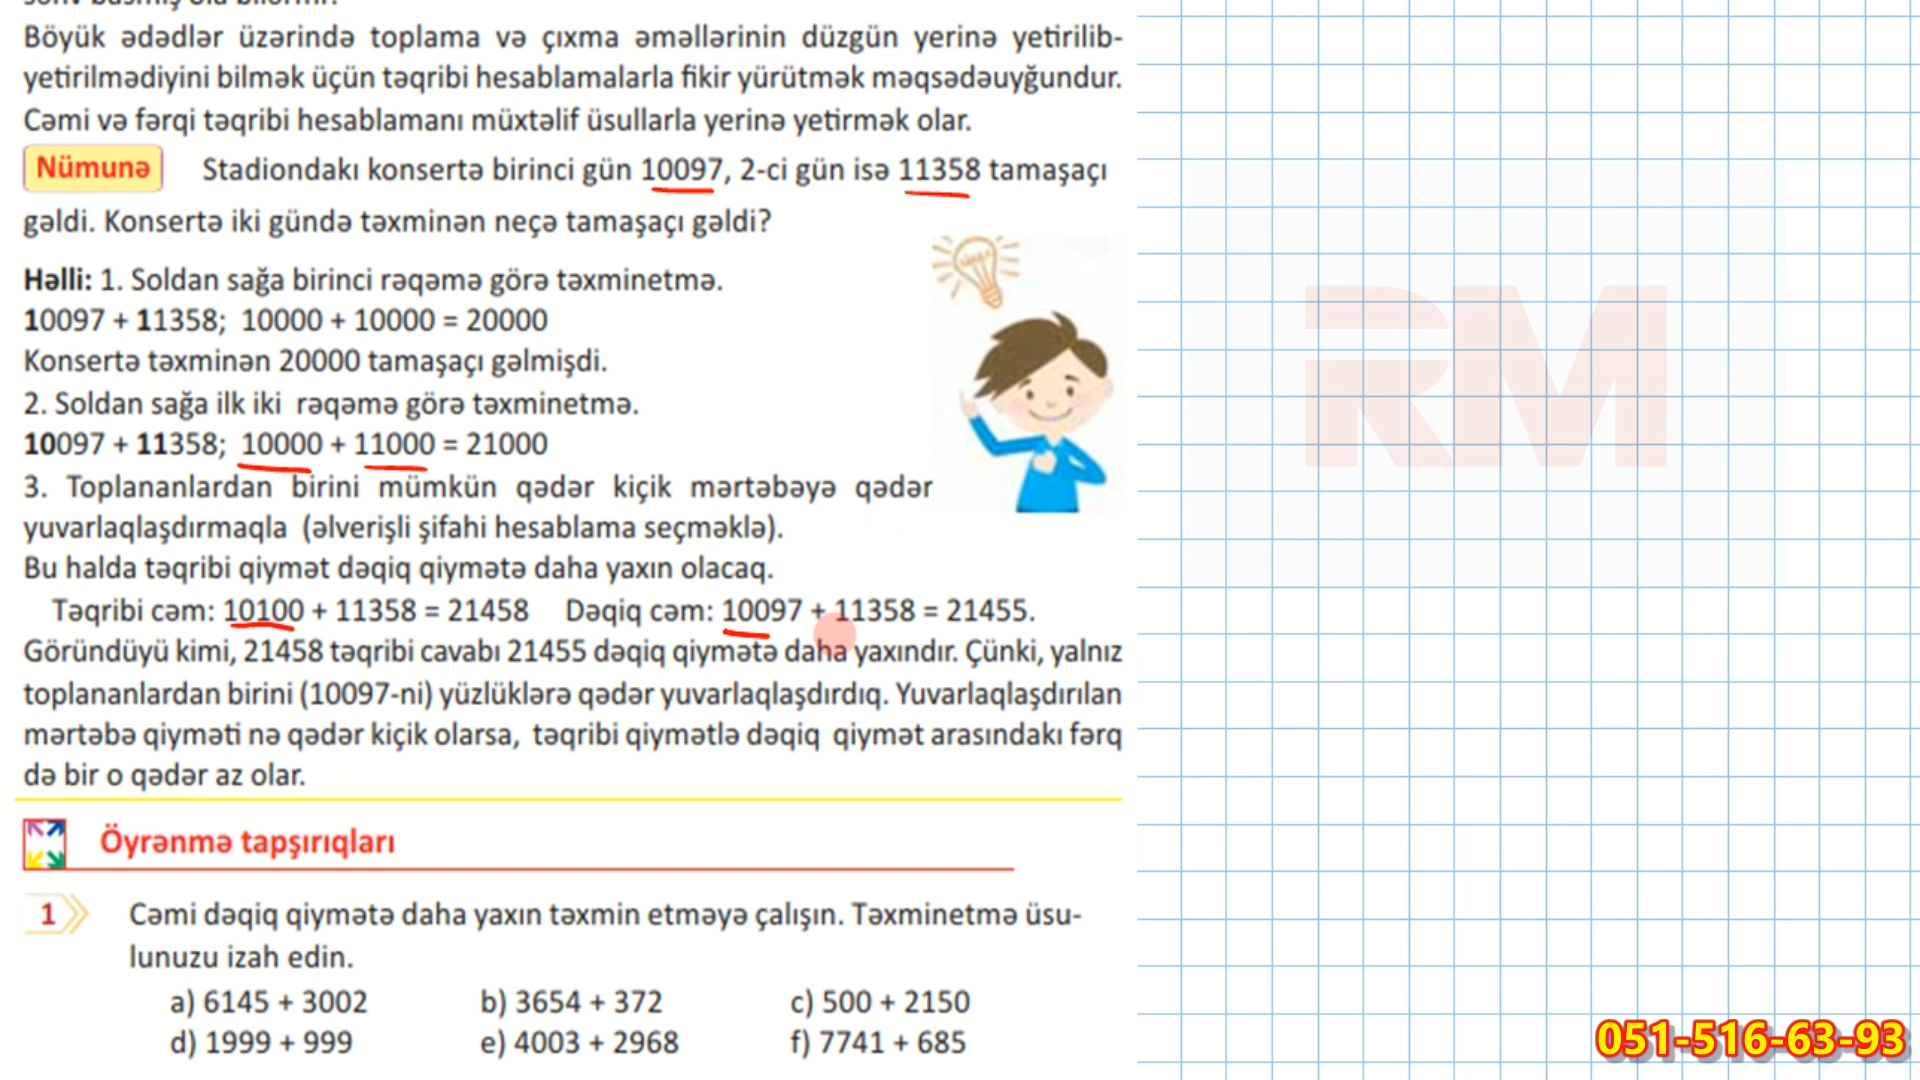 Böyük ədədlər üzərində toplama və çıxma əməllərinin düzgün yerinə yetirilib-
yetirilmədiyini bilmək üçün təqribi hesablamalarla fikir yürütmək məqsədəuyğundur.
Cəmi və fərqi təqribi hesablamanı müxtəlif üsullarla yerinə yetirmək olar.
Nümunə Stadiondakı konsertə birinci gün 10097, 2-ci gün isə 11358 tamaşaçı
gəldi. Konsertə iki gündə təxminən neçə tamaşaçı gəldi?
Həlli: 1. Soldan sağa birinci rəqəmə görə təxminetmə.
10097 + 11358; 10000 + 10000 = 20000
Konsertə təxminən 20000 tamaşaçı gəlmişdi.
2. Soldan sağa ilk iki rəqəmə görə təxminetmə.
10097 + 11358; 10000 + 11000 = 21000
3. Toplananlardan birini mümkün qədər kiçik mərtəbəyə qədər
yuvarlaqlaşdırmaqla (əlverişli şifahi hesablama seçməklə).
Bu halda təqribi qiymət dəqiq qiymətə daha yaxın olacaq.
Təqribi cəm: 10100 + 11358 = 21458 Dəqiq cəm: 10097 + 11358 = 21455.
Göründüyü kimi, 21458 təqribi cavabı 21455 dəqiq qiymətə daha yaxındır. Çünki, yalnız
toplananlardan birini (10097-ni) yüzlüklərə qədər yuvarlaqlaşdırdıq. Yuvarlaqlaşdırılan
mərtəbə qiyməti nə qədər kiçik olarsa, təqribi qiymətlə dəqiq qiymət arasındakı fərq
də bir o qədər az olar.
Öyrənmə tapşırıqları
1 Cəmi dəqiq qiymətə daha yaxın təxmin etməyə çalışın. Təxminetmə üsu-
lunuzu izah edin.
a) 6145 + 3002 b) 3654 + 372 c) 500 + 2150
d) 1999 + 999 e) 4003 + 2968 f) 7741 + 685
RM
051-516-63-93